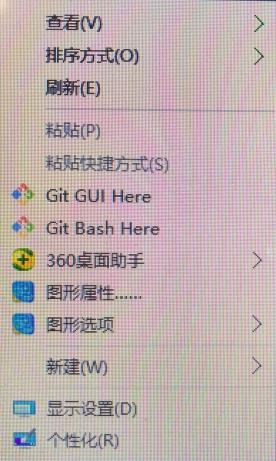 查看(V)
排序方式(O)
刷新(E)
粘贴(P)
粘贴快捷方式(S)
Git GUI Here
Git Bash Here
360桌面助手
图形属性......
图形选项
新建(W)
显示设置(D)
个性化(R)